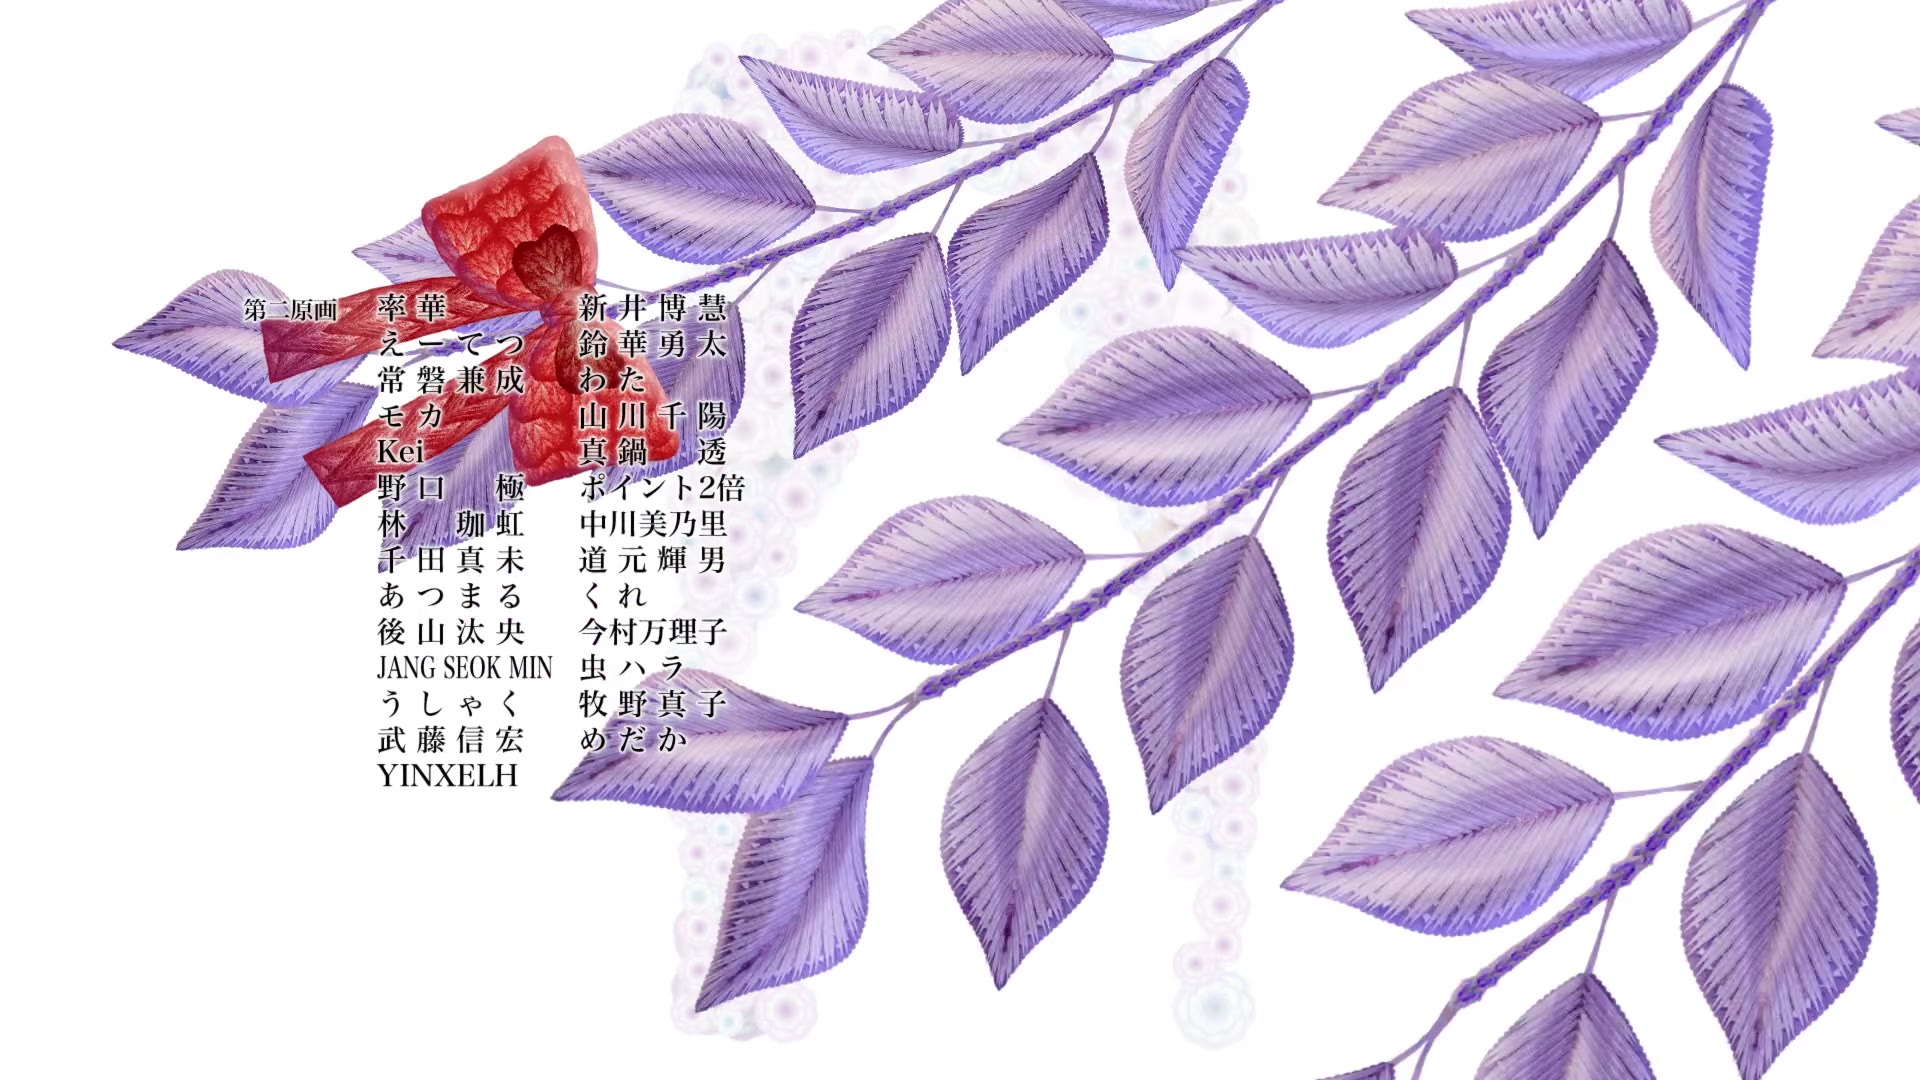 第二原画 率華 新井博慧
えーてつ 鈴華勇太
常磐兼成 わた
モカ 山川千陽
Kei 真鍋 透
野口 極 ポイント2倍
林 珈虹 中川美乃里
千田真未 道元輝男
あつまる くれ
後山汰央 今村万理子
JANG SEOK MIN 虫ハラ
うしゃく 牧野真子
武藤信宏 めだか
YINXELH